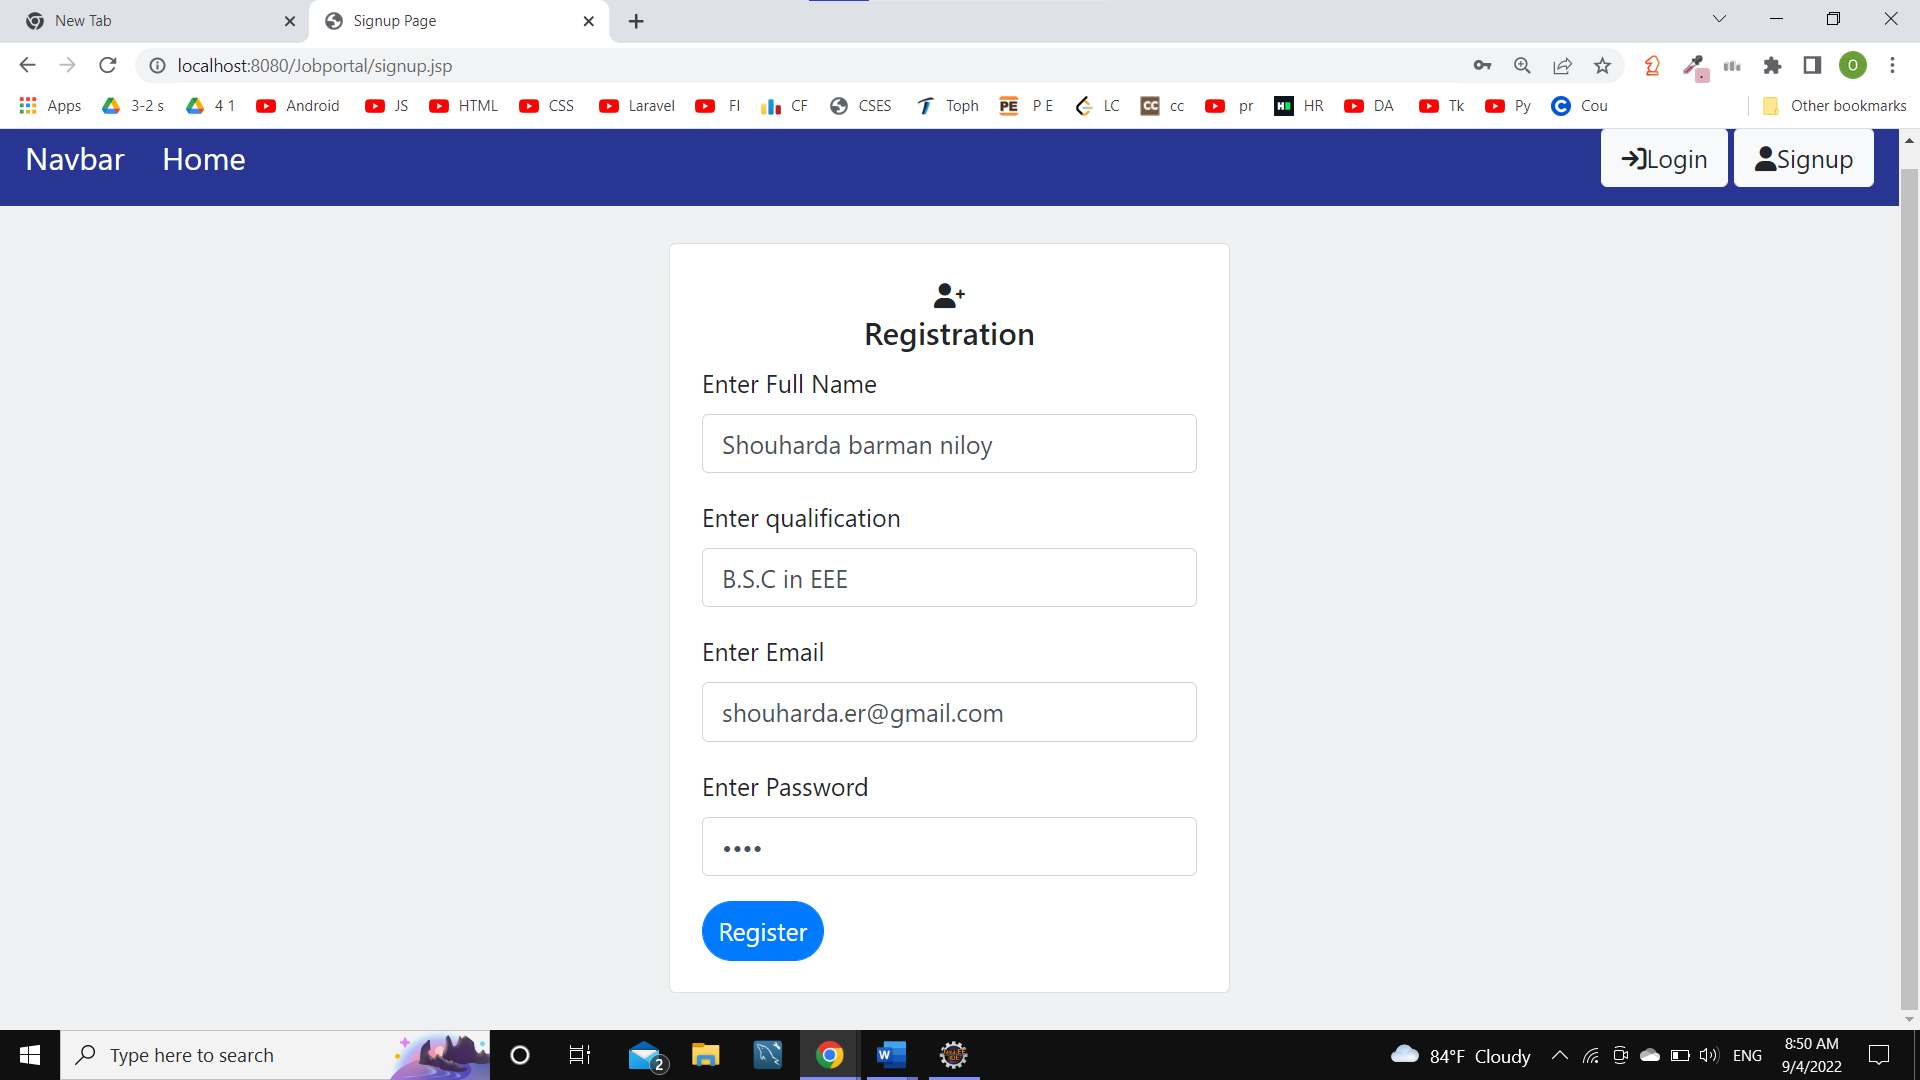 New Tab
Signup Page
localhost:8080/Jobportal/signup.jsp
O
Apps 3-2 s 4 1 Android JS HTML CSS Laravel FI CF CSES Toph PE P E LC CC cc pr HR DA Tk Py C Cou Other bookmarks
Navbar Home Login Signup
Registration
Enter Full Name
Shouharda barman niloy
Enter qualification
B.S.C in EEE
Enter Email
shouharda.er@gmail.com
Enter Password
••••
Register
Type here to search
2
W
84°F Cloudy
ENG
8:50 AM
9/4/2022